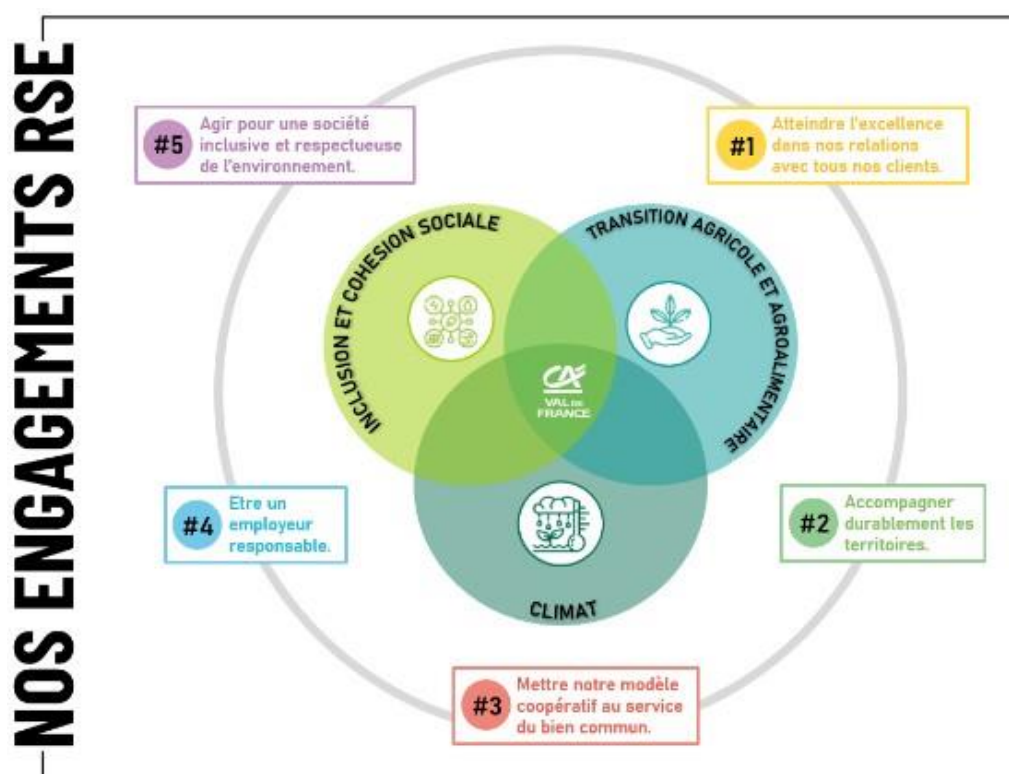 NOS ENGAGEMENTS RSE
#5
Agir pour une société
inclusive et respectueuse
de l'environnement.
#1
Atteindre l'excellence
dans nos relations
avec tous nos clients.
INCLUSION ET COHESION SOCIALE
TRANSITION AGRICOLE ET AGROALIMENTAIRE
CA
VAL DE
FRANCE
#4
Etre un
employeur
responsable.
#2
Accompagner
durablement les
territoires.
CLIMAT
#3
Mettre notre modèle
coopératif au service
du bien commun.